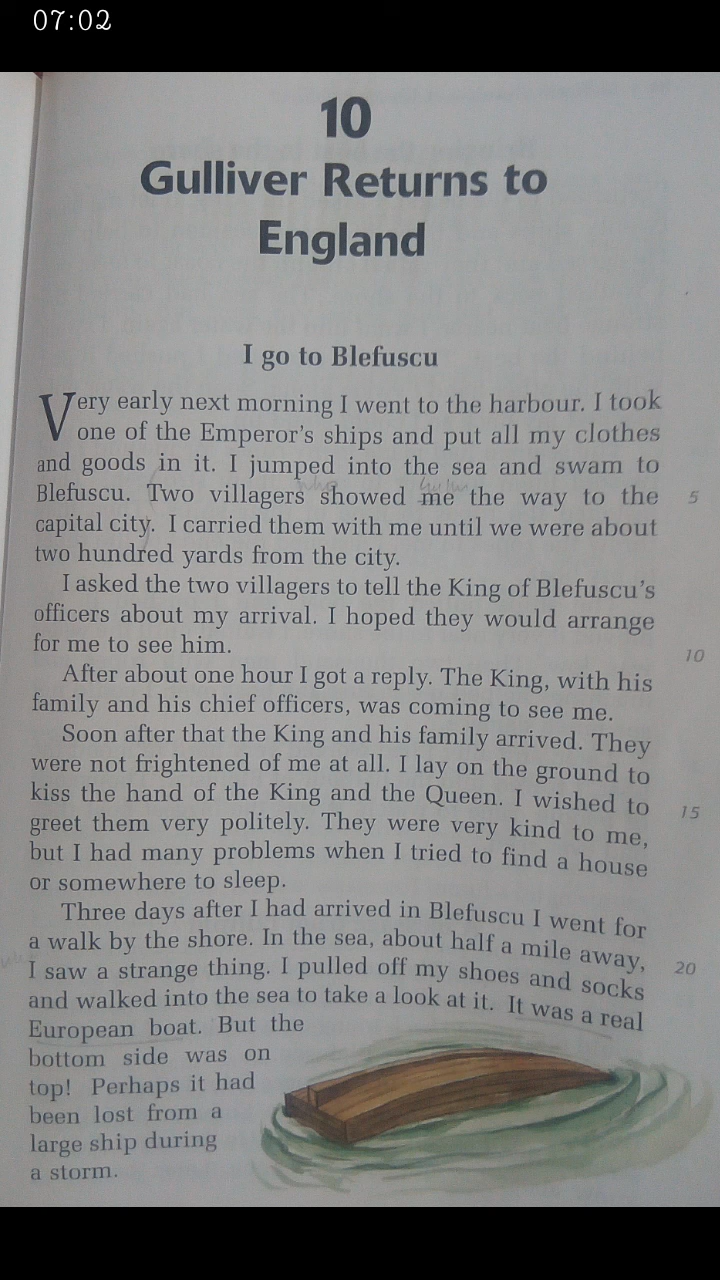 07:02
10
Gulliver Returns to
England
I go to Blefuscu
Very early next morning I went to the harbour. I took
one of the Emperor's ships and put all my clothes
and goods in it. I jumped into the sea and swam to
Blefuscu. Two villagers showed me the way to the 5
capital city. I carried them with me until we were about
two hundred yards from the city.
I asked the two villagers to tell the King of Blefuscu's
officers about my arrival. I hoped they would arrange
for me to see him. 10
After about one hour I got a reply. The King, with his
family and his chief officers, was coming to see me.
Soon after that the King and his family arrived. They
were not frightened of me at all. I lay on the ground to
kiss the hand of the King and the Queen. I wished to 15
greet them very politely. They were very kind to me,
but I had many problems when I tried to find a house
or somewhere to sleep.
Three days after I had arrived in Blefuscu I went for
a walk by the shore. In the sea, about half a mile away,
I saw a strange thing. I pulled off my shoes and socks 20
and walked into the sea to take a look at it. It was a real
European boat. But the
bottom side was on
top! Perhaps it had
been lost from a
large ship during
a storm.